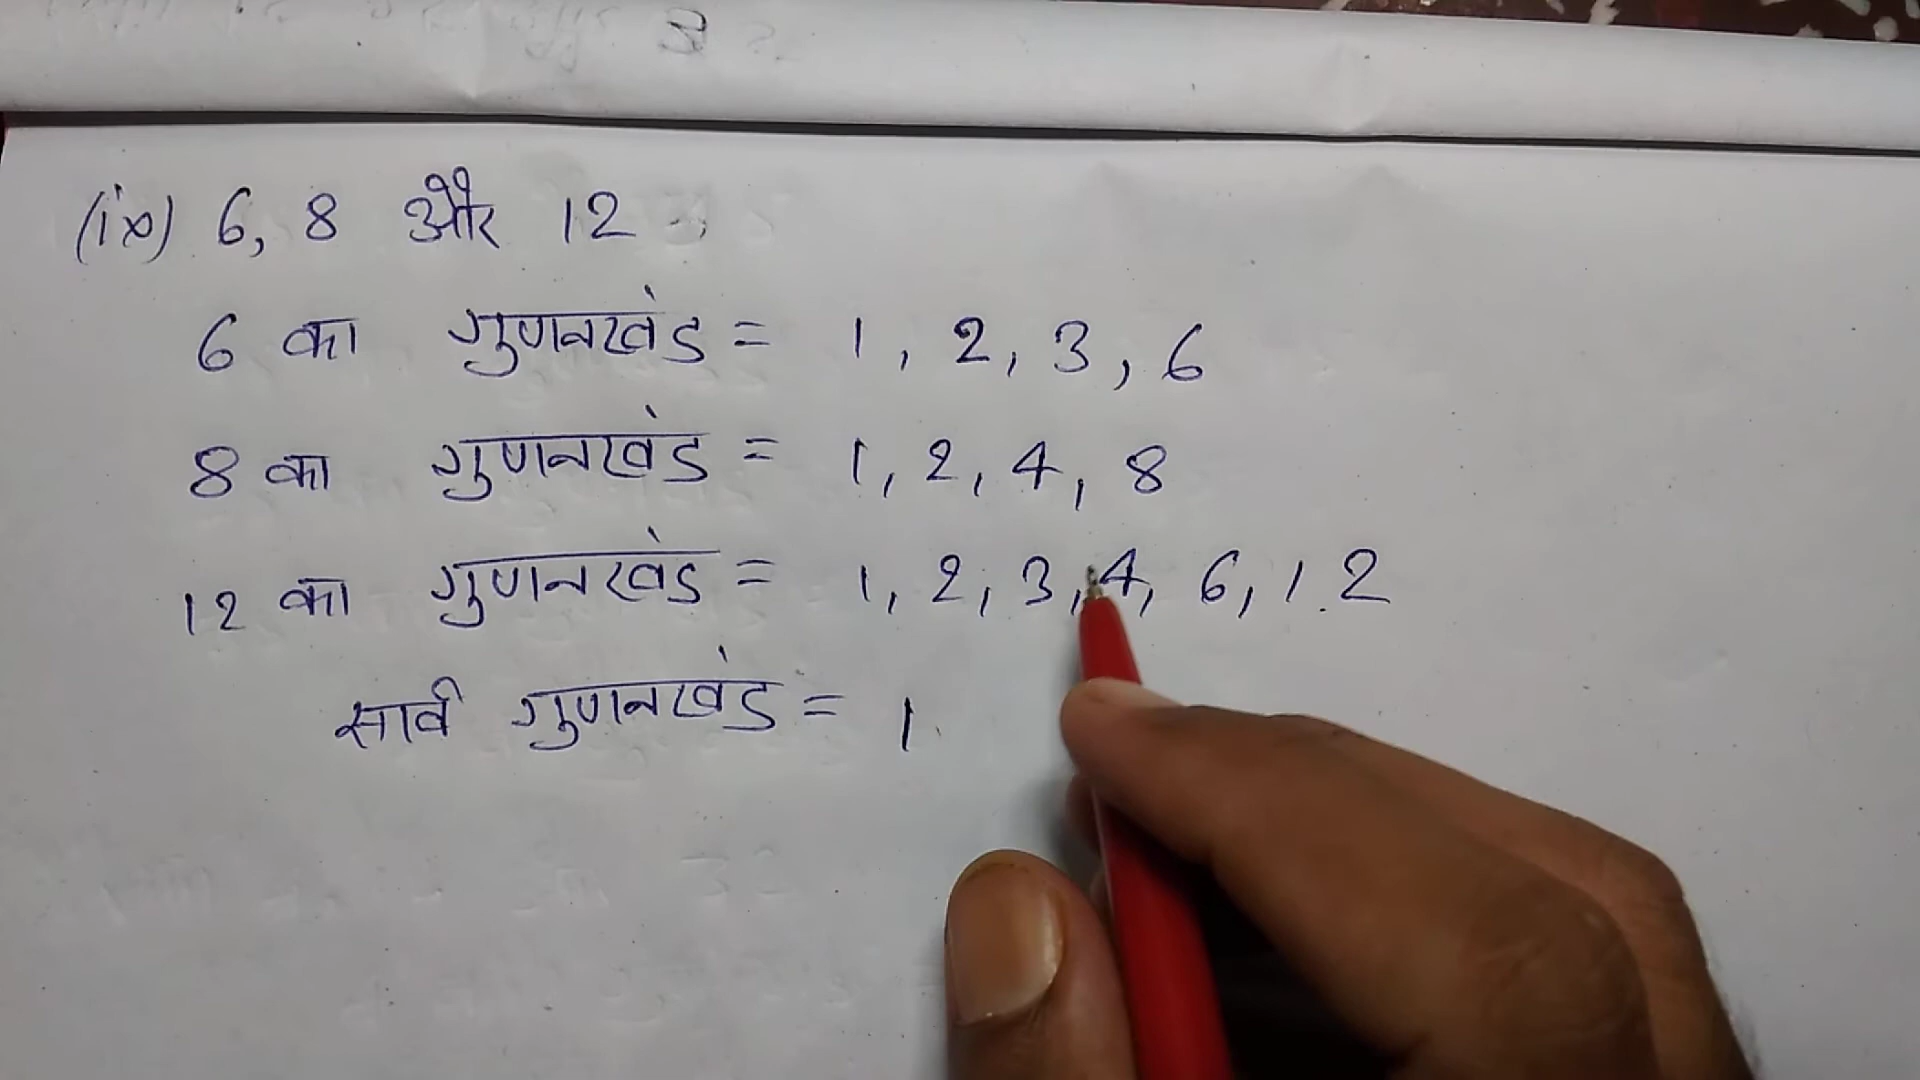 (ix) 6, 8 और 12
6 का गुणनखंड = 1, 2, 3, 6
8 का गुणनखंड = 1, 2, 4, 8
12 का गुणनखंड = 1, 2, 3, 4, 6, 12
सार्व गुणनखंड = 1